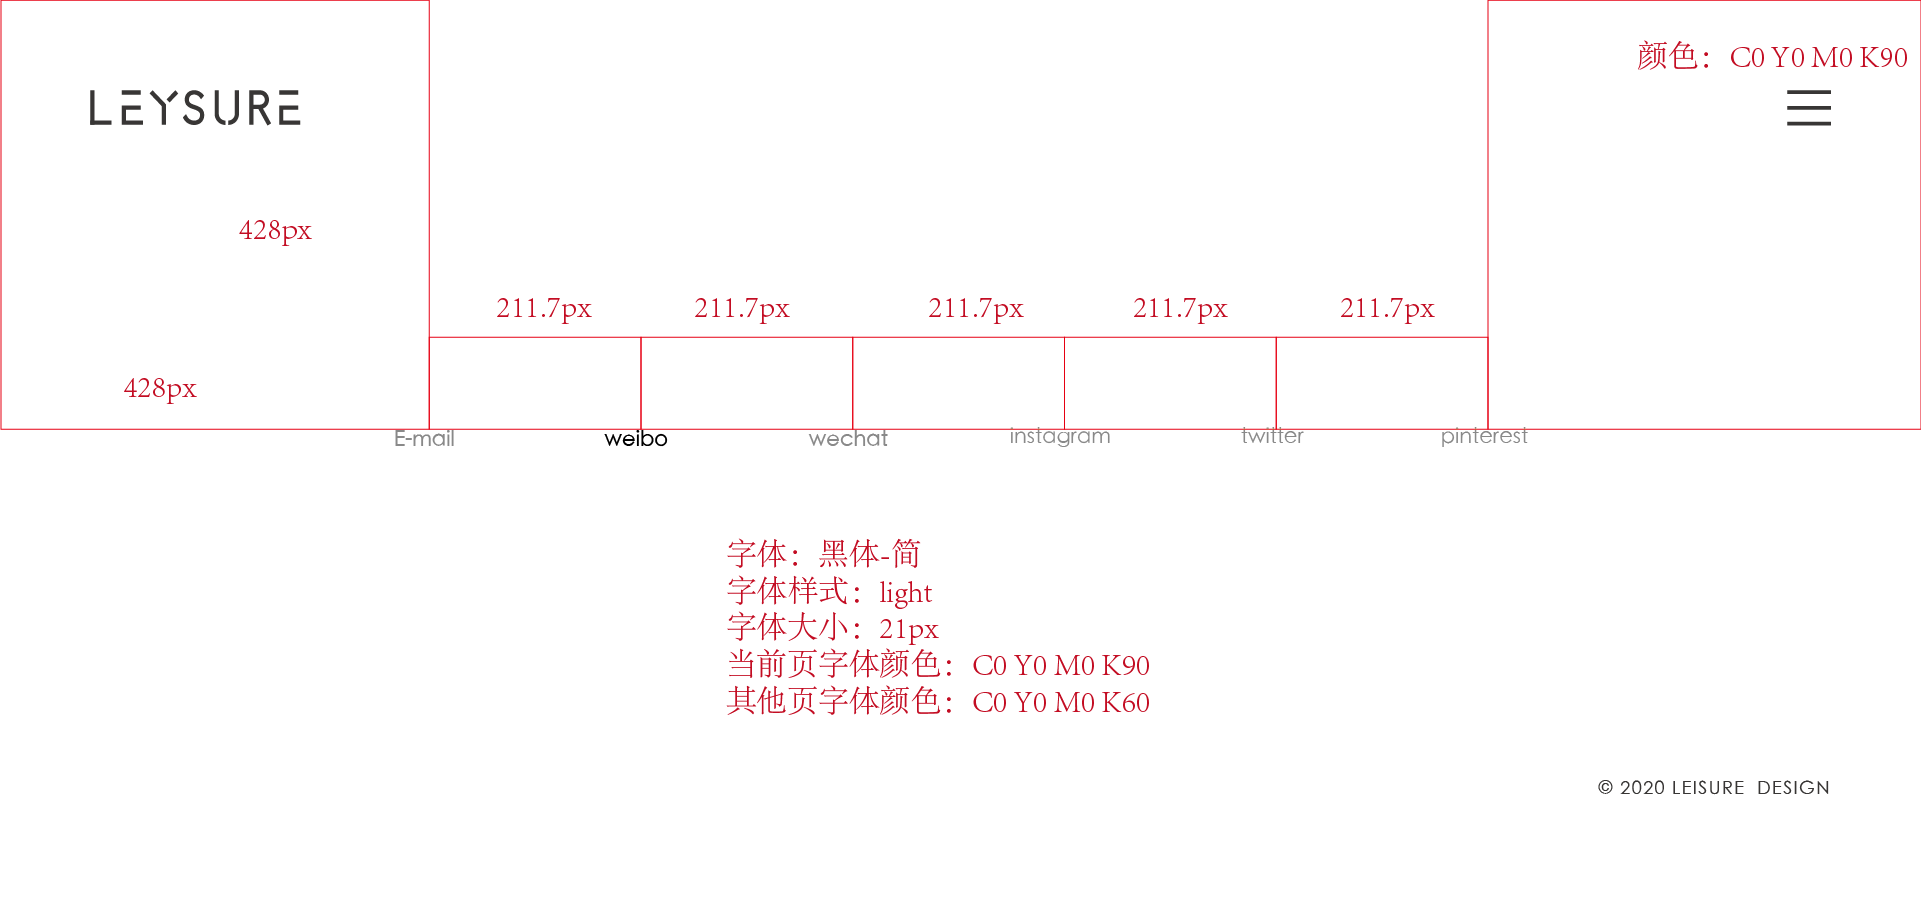 颜色：C0 Y0 M0 K90
LEYSURE
428px
211.7px 211.7px 211.7px 211.7px 211.7px
428px
E-mail weibo wechat instagram twitter pinterest
字体：黑体-简
字体样式：light
字体大小：21px
当前页字体颜色：C0 Y0 M0 K90
其他页字体颜色：C0 Y0 M0 K60
© 2020 LEISURE DESIGN